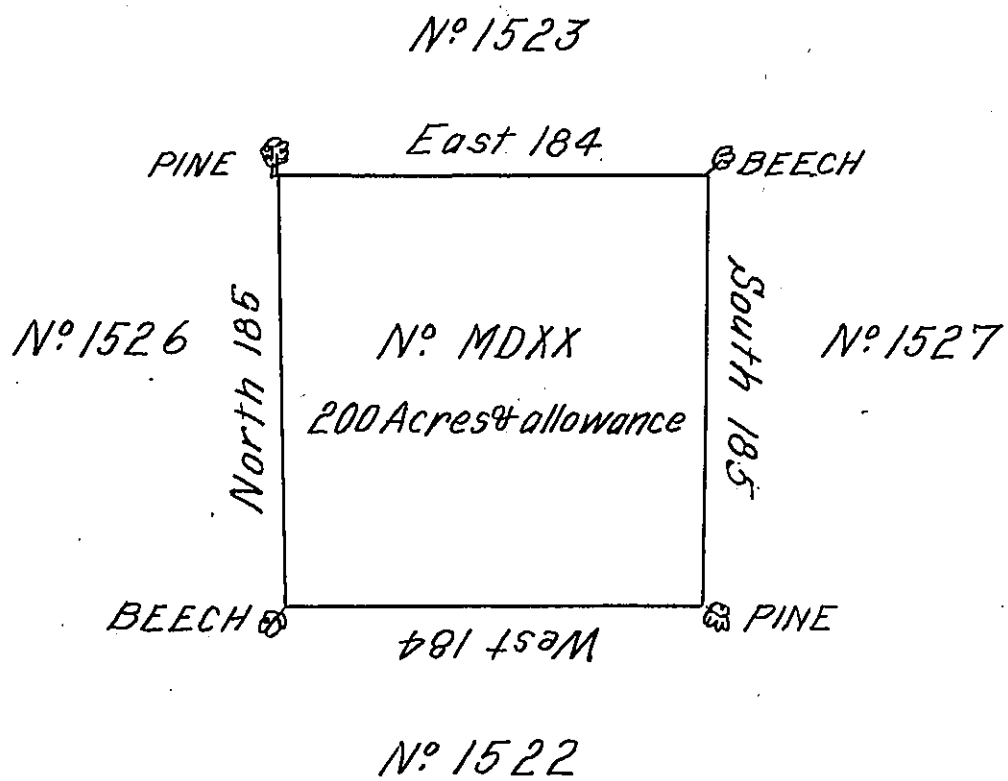 Nº 1523
East 184
PINE
BEECH
Nº 1526
North 185
Nº MDXX
200 Acres & allowance
South 185
Nº 1527
BEECH
West 184
PINE
Nº 1522